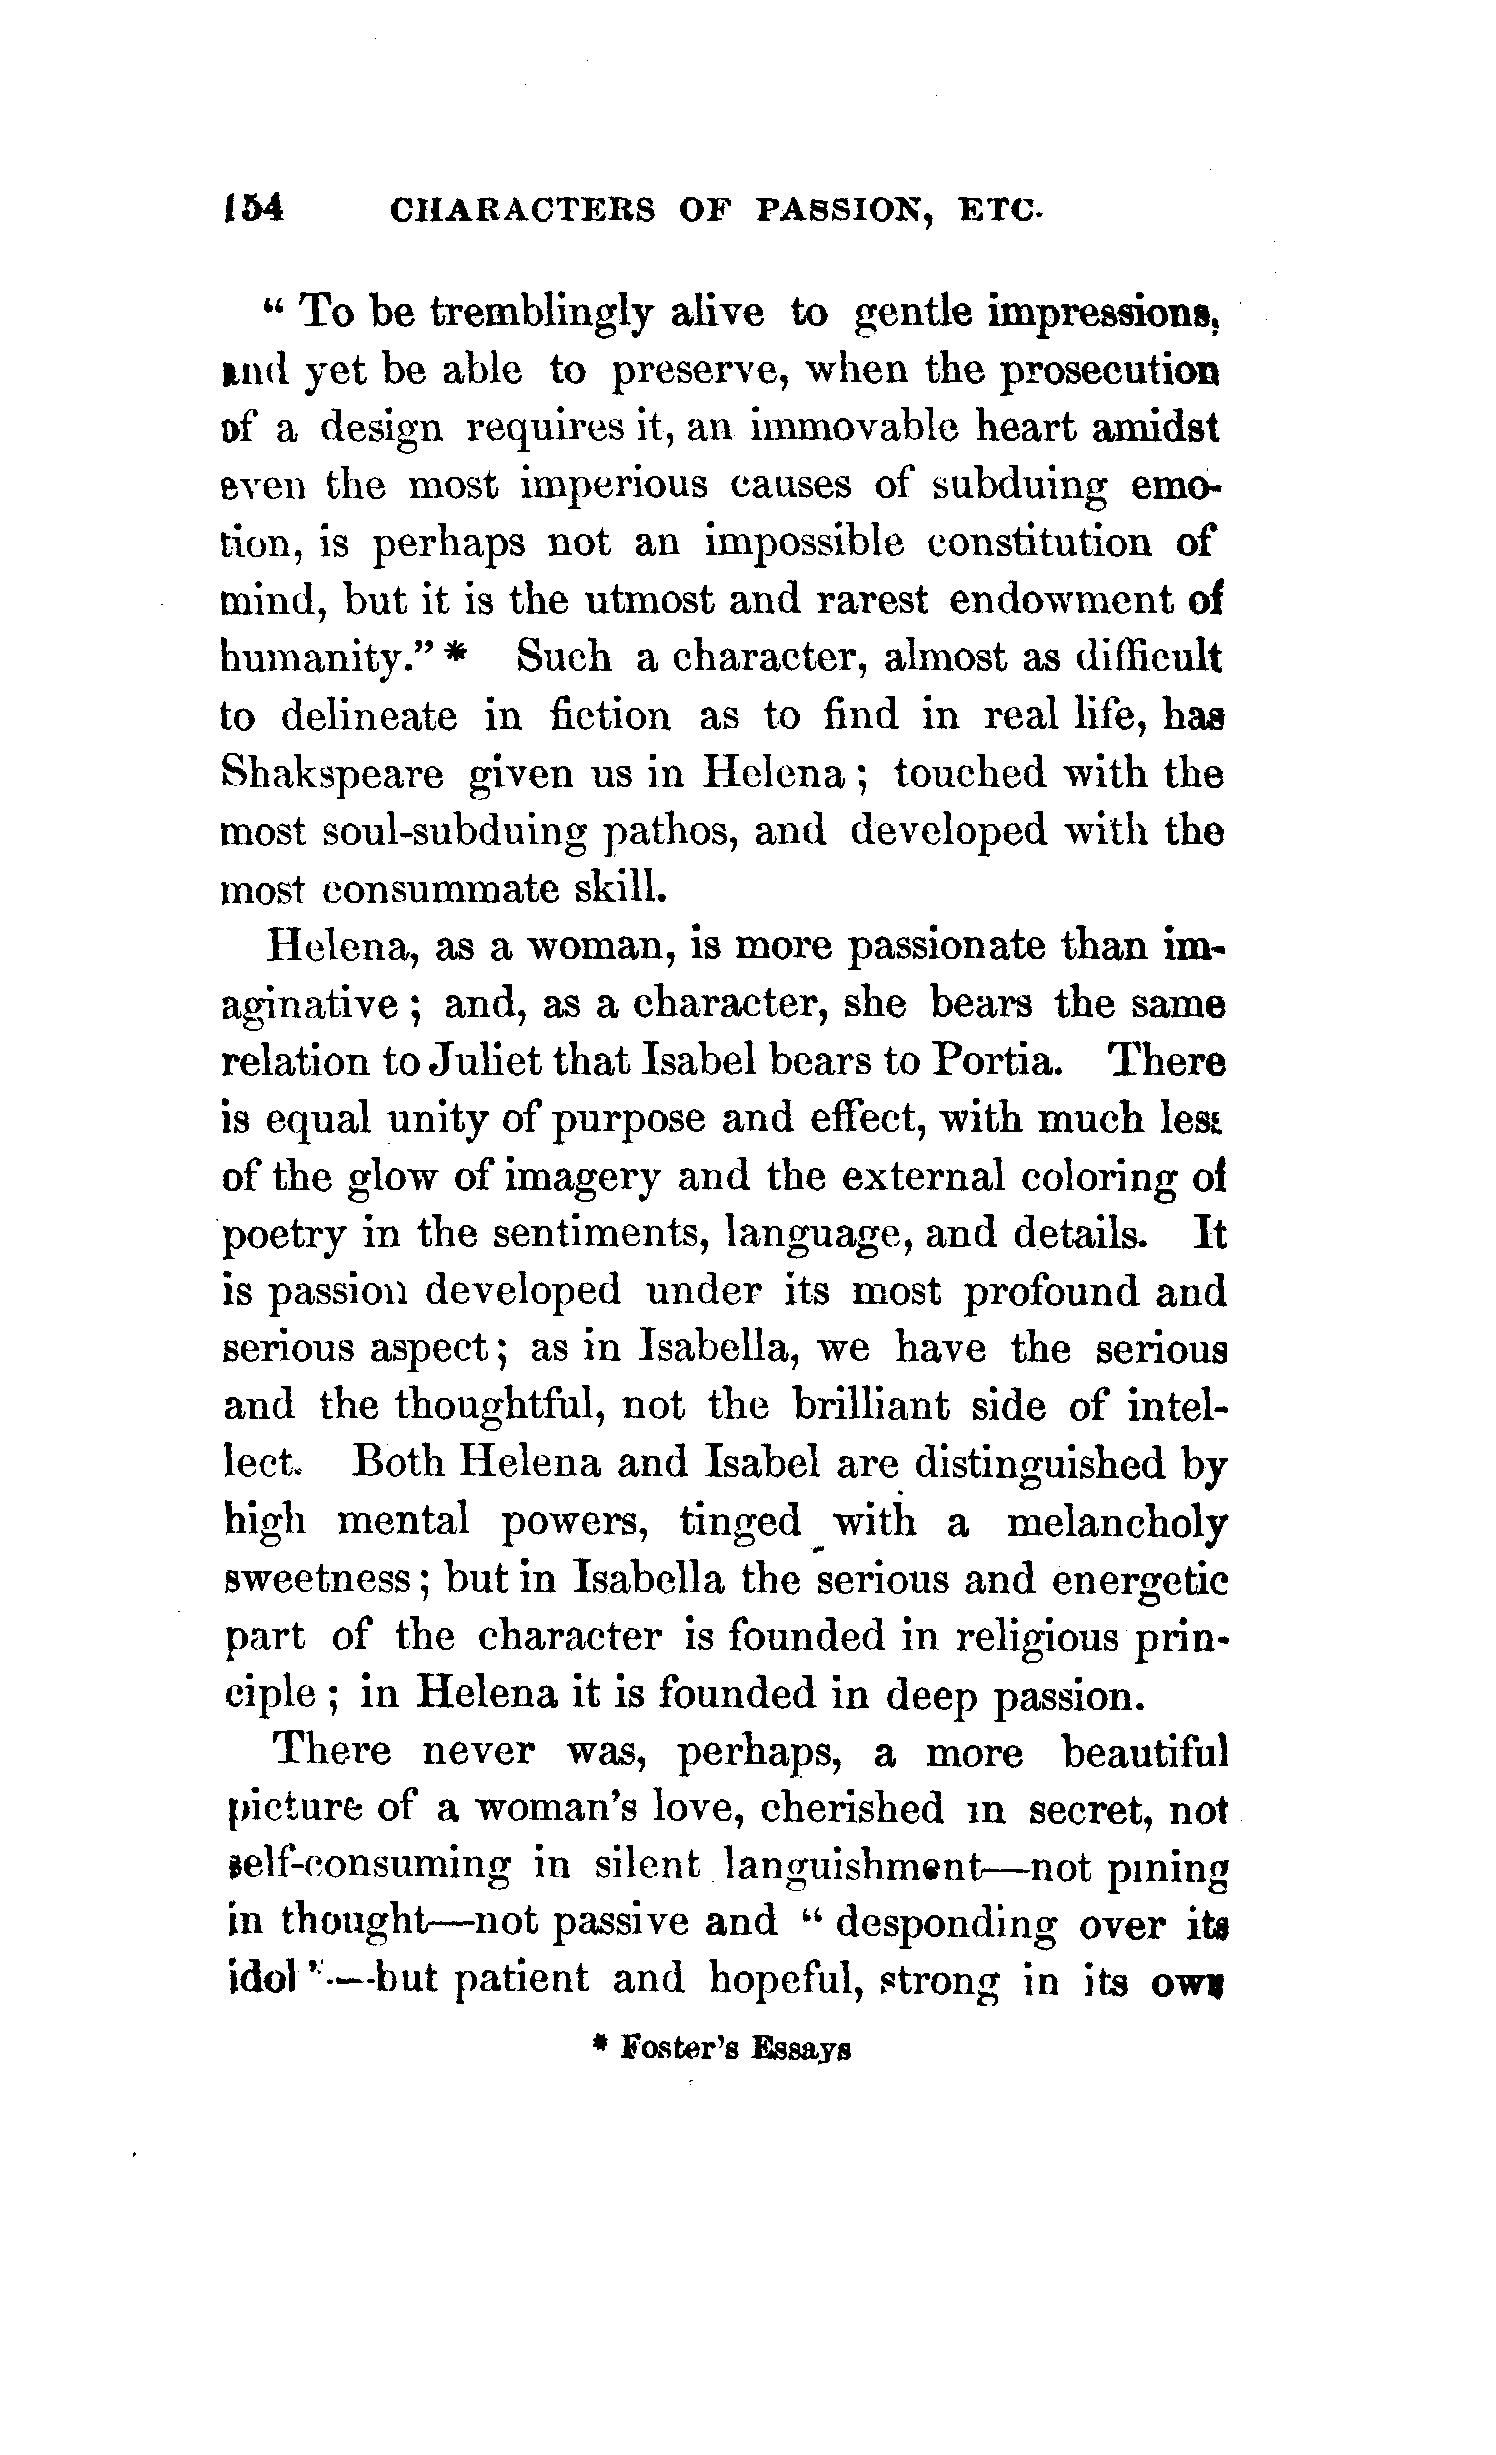 154 CHARACTERS OF PASSION, ETC.
“ To be tremblingly alive to gentle impressions,
and yet be able to preserve, when the prosecution
of a design requires it, an immovable heart amidst
even the most imperious causes of subduing emo-
tion, is perhaps not an impossible constitution of
mind, but it is the utmost and rarest endowment of
humanity.” * Such a character, almost as difficult
to delineate in fiction as to find in real life, has
Shakspeare given us in Helena ; touched with the
most soul-subduing pathos, and developed with the
most consummate skill.
Helena, as a woman, is more passionate than im-
aginative ; and, as a character, she bears the same
relation to Juliet that Isabel bears to Portia. There
is equal unity of purpose and effect, with much less
of the glow of imagery and the external coloring of
poetry in the sentiments, language, and details. It
is passion developed under its most profound and
serious aspect ; as in Isabella, we have the serious
and the thoughtful, not the brilliant side of intel-
lect. Both Helena and Isabel are distinguished by
high mental powers, tinged with a melancholy
sweetness ; but in Isabella the serious and energetic
part of the character is founded in religious prin-
ciple ; in Helena it is founded in deep passion.
There never was, perhaps, a more beautiful
picture of a woman's love, cherished in secret, not
self-consuming in silent languishment—not pining
in thought—not passive and “ desponding over its
idol ”—but patient and hopeful, strong in its own
* Foster's Essays